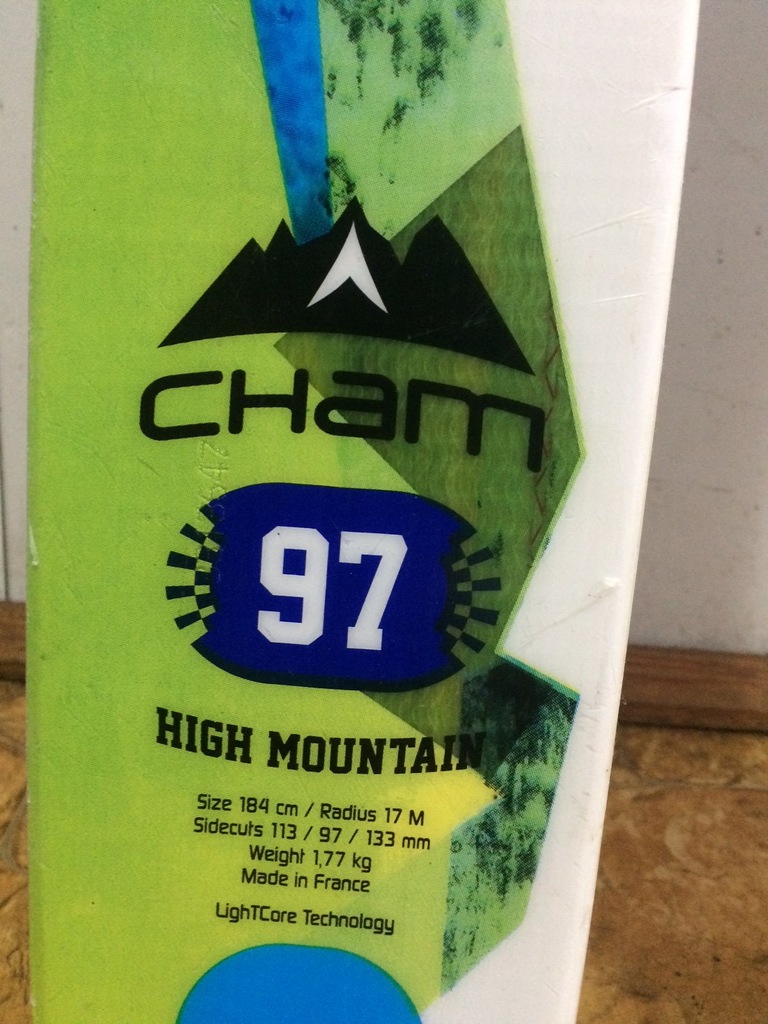 CHam
97
HIGH MOUNTAIN
Size 184 cm / Radius 17 M
Sidecuts 113 / 97 / 133 mm
Weight 1,77 kg
Made in France
LighTCore Technology